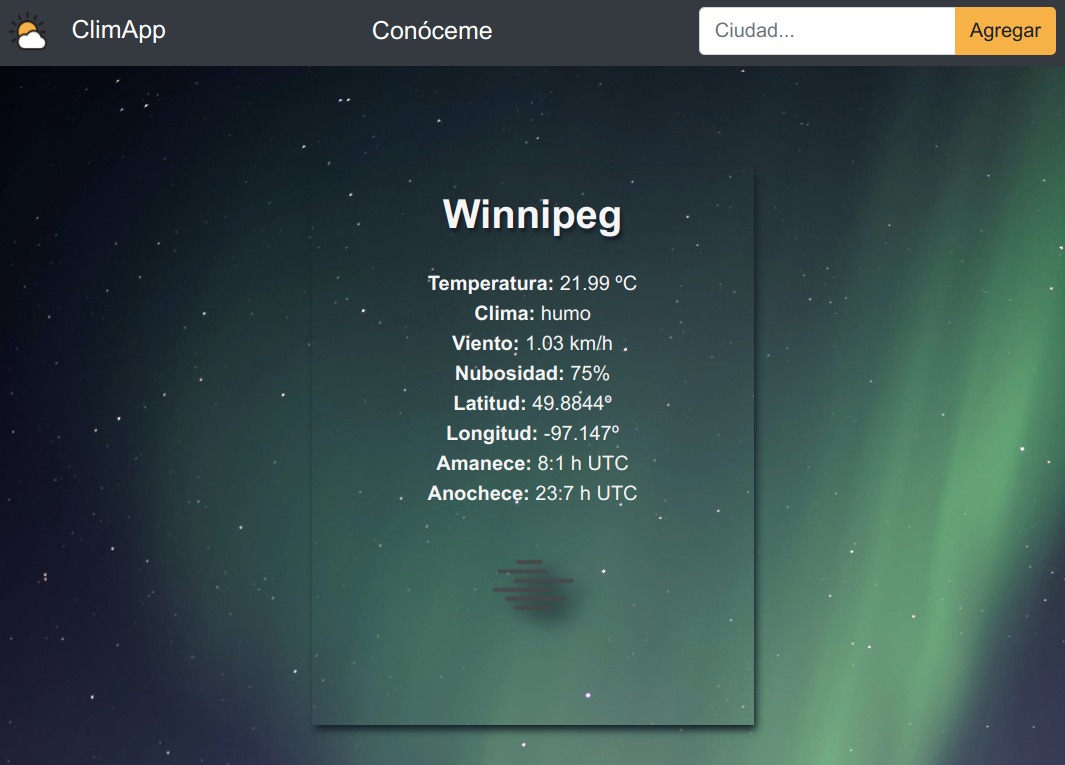 ClimApp
Conóceme
Ciudad...
Agregar
Winnipeg
Temperatura: 21.99 ºC
Clima: humo
Viento: 1.03 km/h
Nubosidad: 75%
Latitud: 49.8844º
Longitud: -97.147º
Amanece: 8:1 h UTC
Anochece: 23:7 h UTC